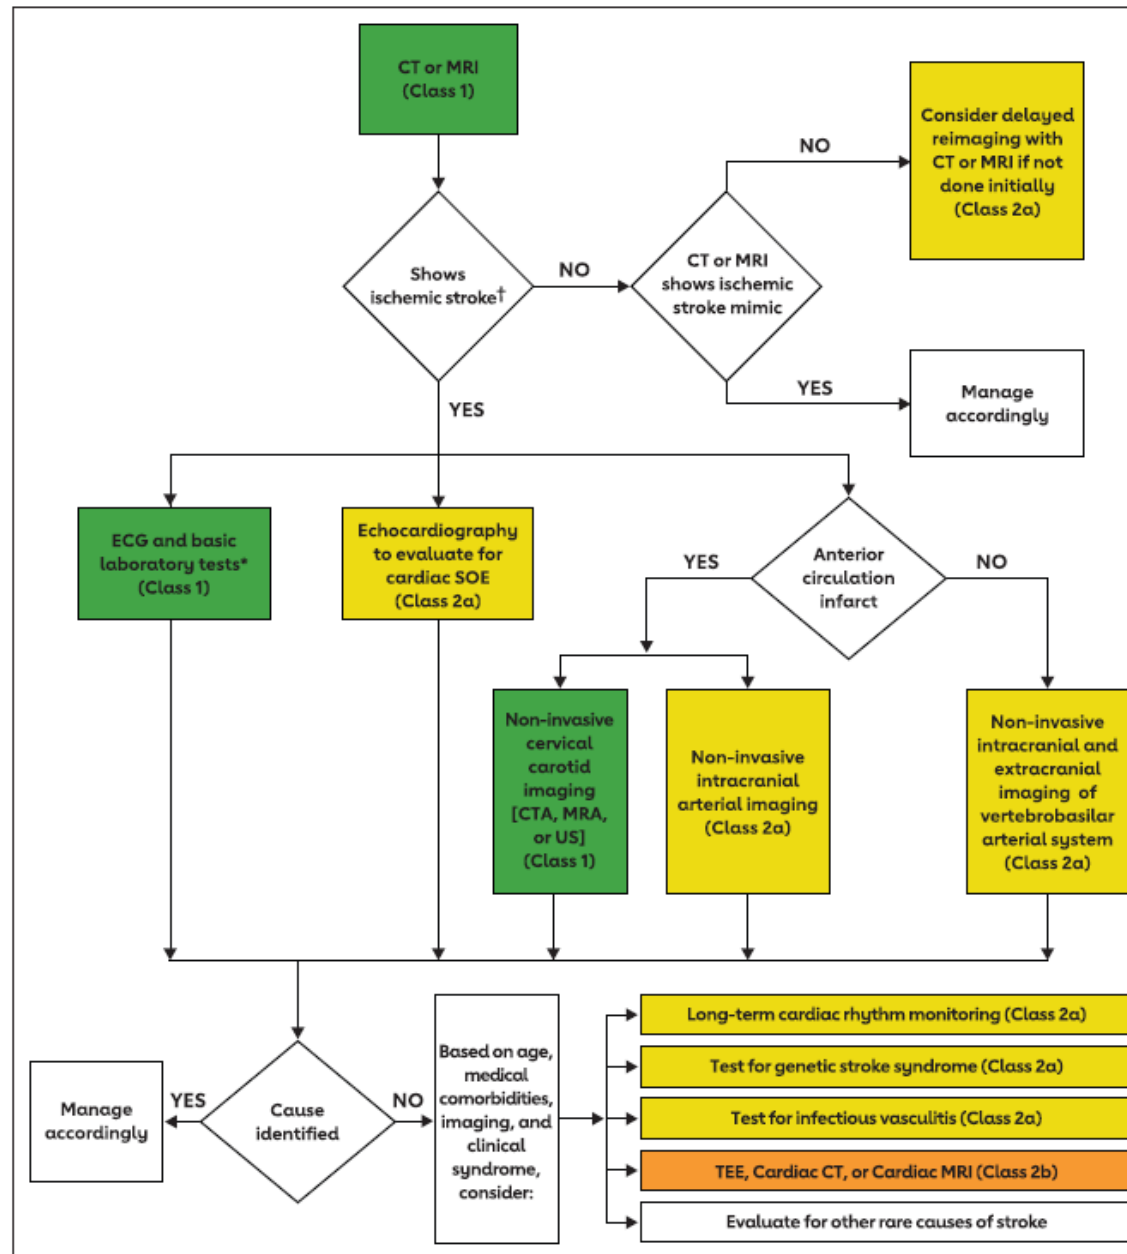 CT or MRI
(Class 1)
Consider delayed
reimaging with
CT or MRI if not
done initially
(Class 2a)
NO
Shows
ischemic stroke†
NO
CT or MRI
shows ischemic
stroke mimic
YES
Manage
accordingly
YES
ECG and basic
laboratory tests*
(Class 1)
Echocardiography
to evaluate for
cardiac SOE
(Class 2a)
YES
Anterior
circulation
infarct
NO
Non-invasive
cervical
carotid
imaging
[CTA, MRA,
or US]
(Class 1)
Non-invasive
intracranial
arterial imaging
(Class 2a)
Non-invasive
intracranial and
extracranial
imaging of
vertebrobasilar
arterial system
(Class 2a)
Manage
accordingly
YES
Cause
identified
NO
Based on age,
medical
comorbidities,
imaging, and
clinical
syndrome,
consider:
Long-term cardiac rhythm monitoring (Class 2a)
Test for genetic stroke syndrome (Class 2a)
Test for infectious vasculitis (Class 2a)
TEE, Cardiac CT, or Cardiac MRI (Class 2b)
Evaluate for other rare causes of stroke